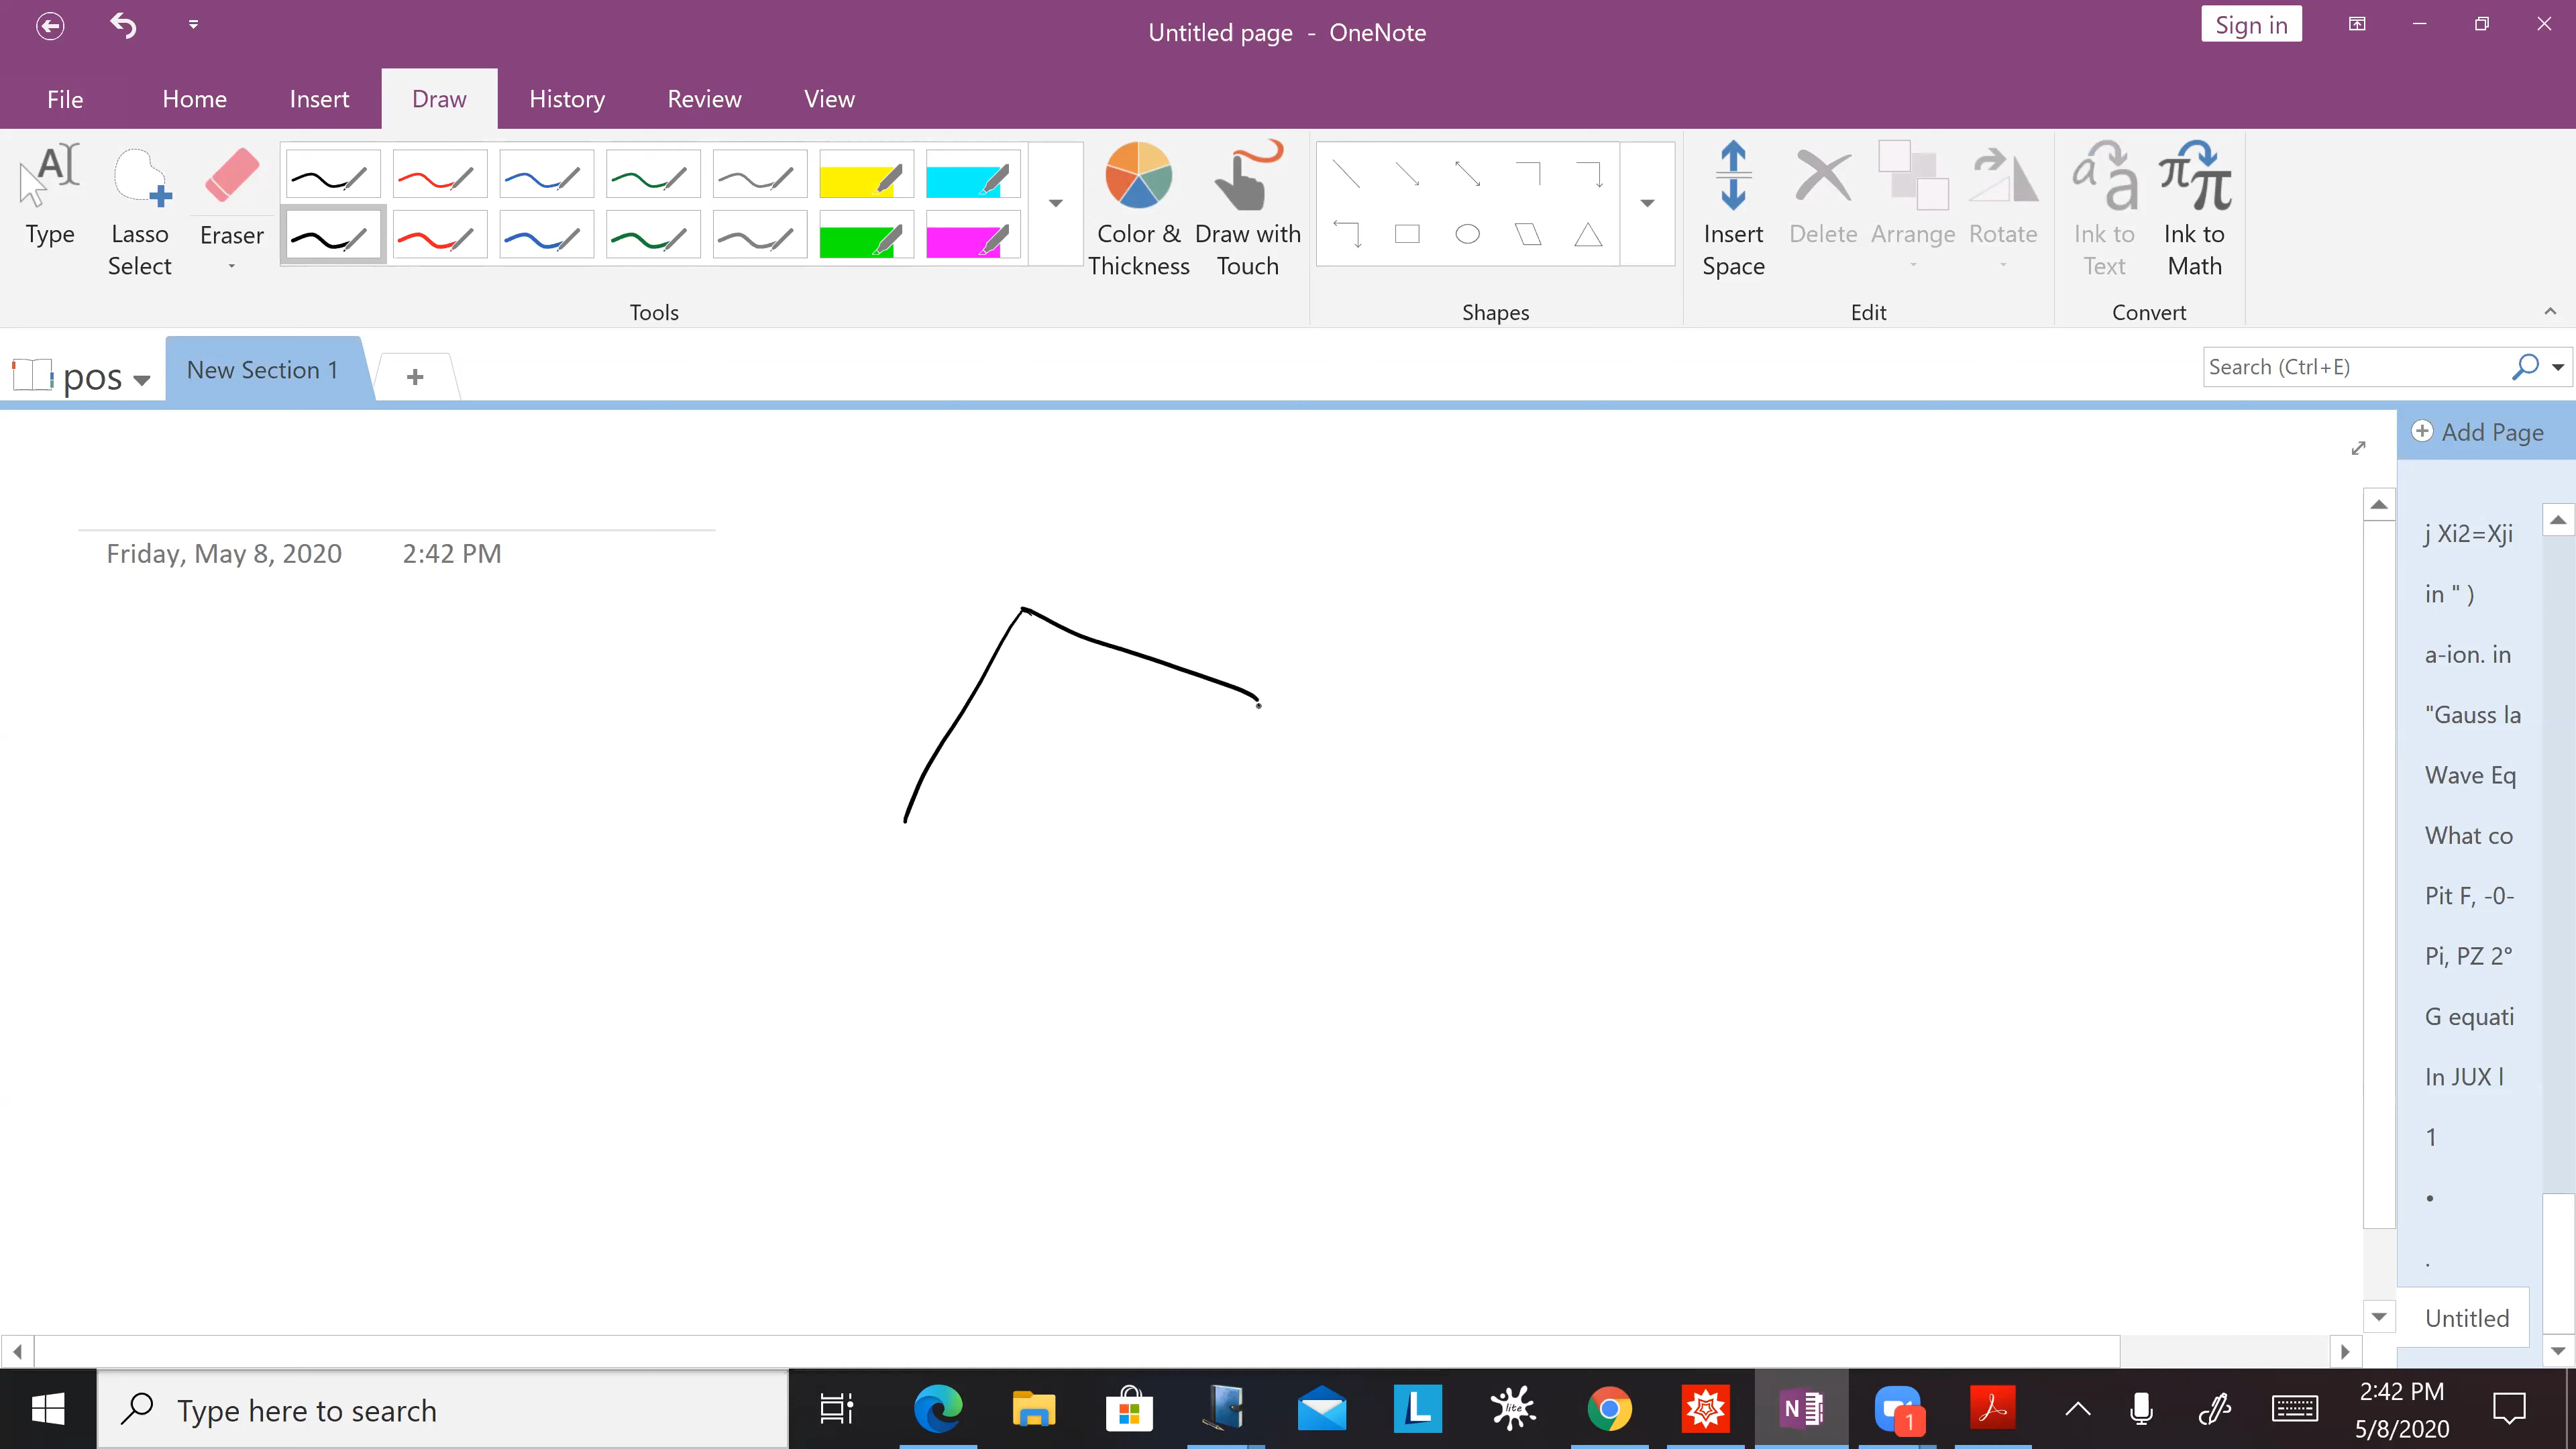 Untitled page - OneNote
Sign in
File Home Insert Draw History Review View
Type
Lasso Select
Eraser
Color & Thickness
Draw with Touch
Insert Space
Delete
Arrange
Rotate
Ink to Text
Ink to Math
Tools
Shapes
Edit
Convert
pos
New Section 1
Search (Ctrl+E)
Add Page
Friday, May 8, 2020 2:42 PM
j Xi2=Xji
in " )
a-ion. in
"Gauss la
Wave Eq
What co
Pit F, -0-
Pi, PZ 2°
G equati
In JUX l
1
•
.
Untitled
Type here to search
L
lite
N
1
2:42 PM
5/8/2020